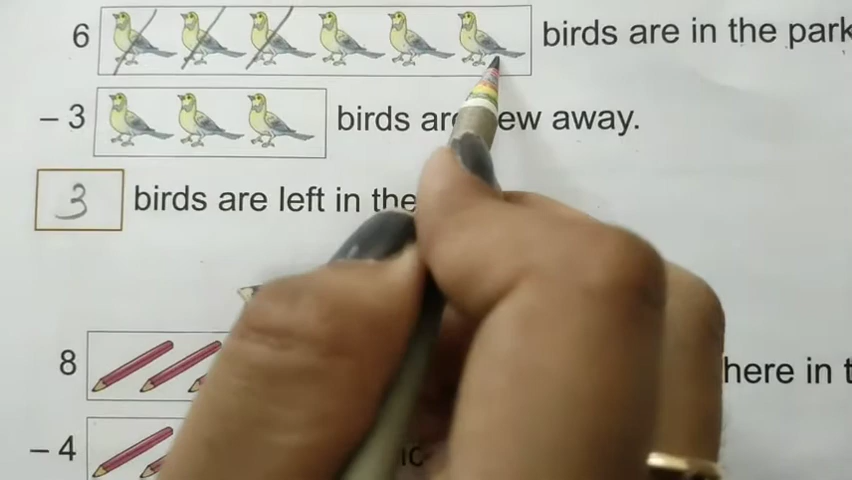 6 birds are in the park
– 3 birds are ew away.
3 birds are left in the
8 here in t
– 4